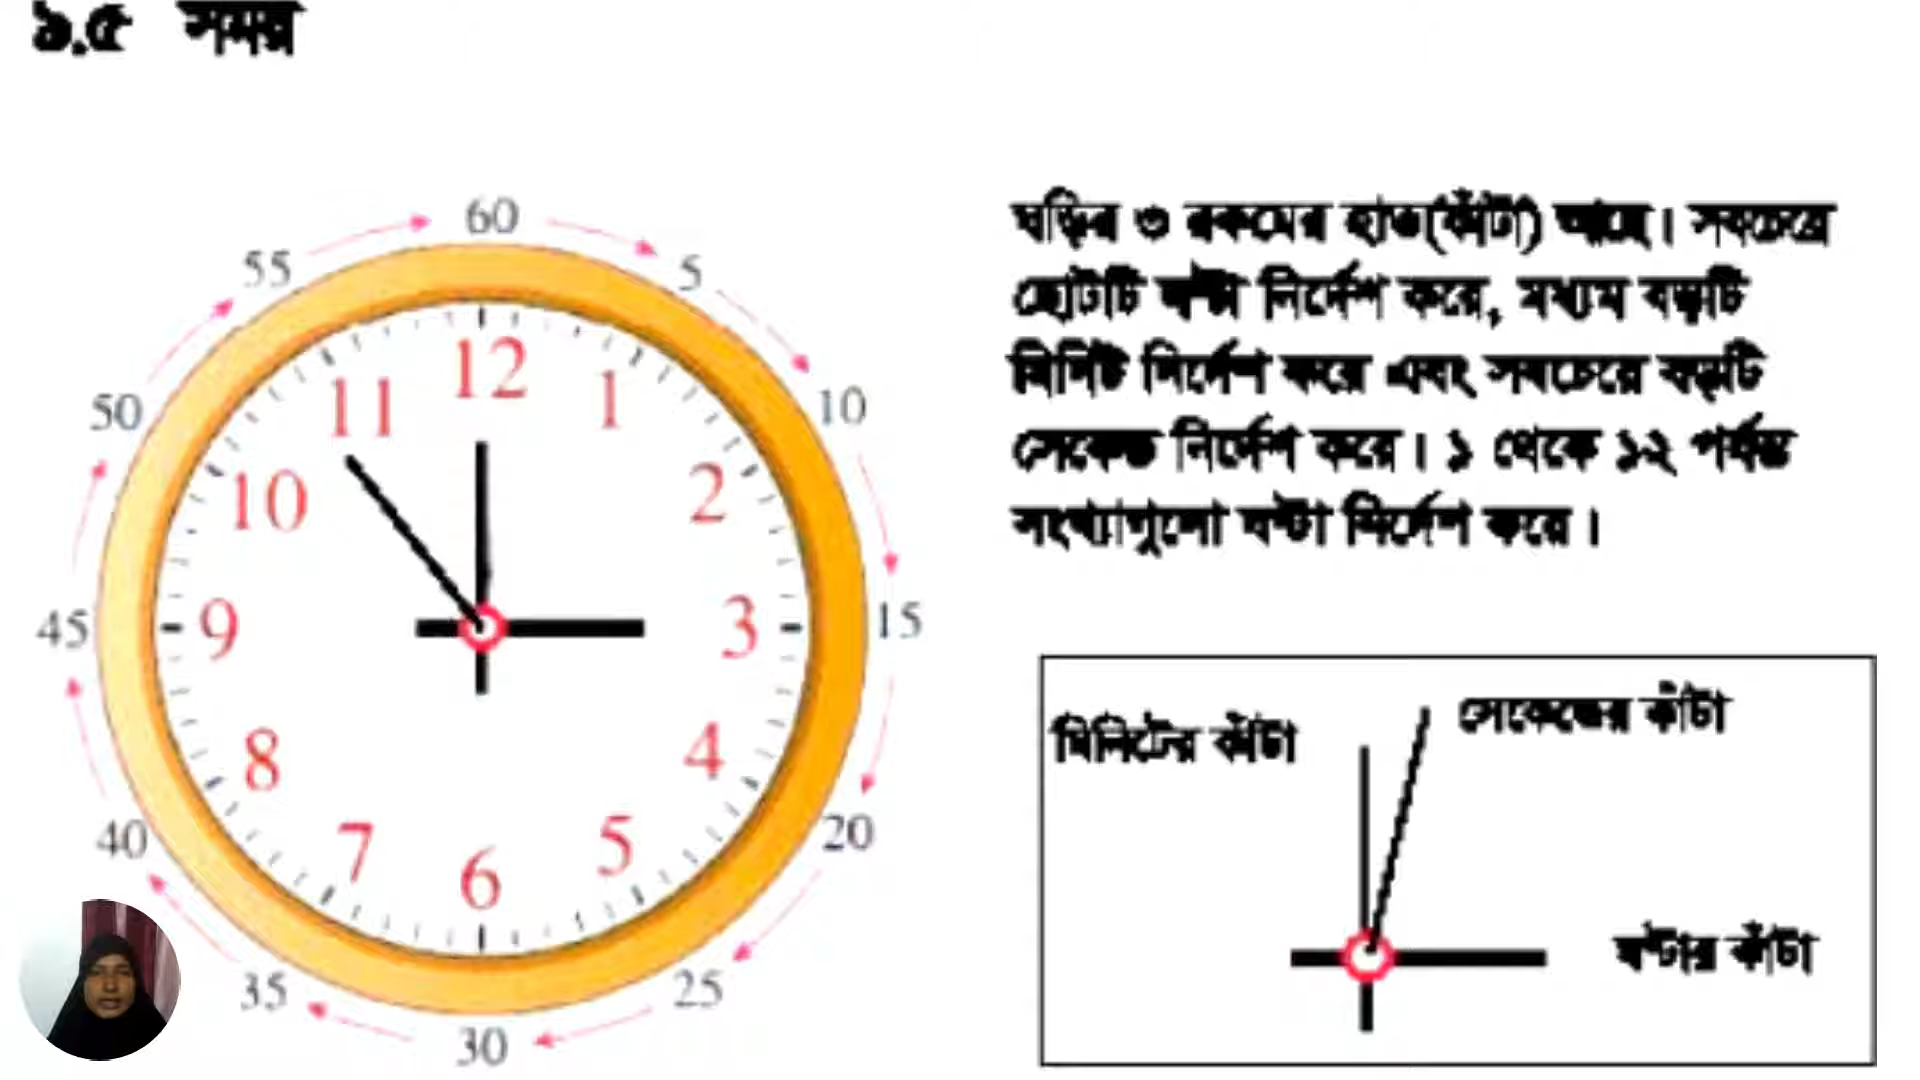 ৯.৫ সময়
ঘড়ির ৩ রকমের হাত(কাঁটা) আছে। সবচেয়ে
ছোটটি ঘণ্টা নির্দেশ করে, মধ্যম বড়টি
মিনিট নির্দেশ করে এবং সবচেয়ে বড়টি
সেকেন্ড নির্দেশ করে। ১ থেকে ১২ পর্যন্ত
সংখ্যাগুলো ঘণ্টা নির্দেশ করে।
60
55 5
50 10
45 15
40 20
35 25
30
12
11 1
10 2
9 3
8 4
7 5
6
মিনিটের কাঁটা
সেকেন্ডের কাঁটা
ঘণ্টার কাঁটা